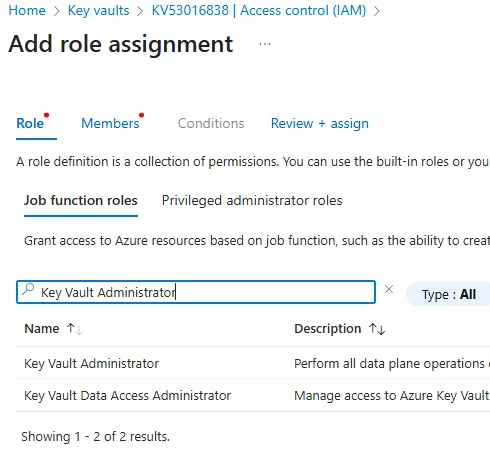 Home > Key vaults > KV53016838 | Access control (IAM) >
Add role assignment ...
Role Members Conditions Review + assign
A role definition is a collection of permissions. You can use the built-in roles or you
Job function roles Privileged administrator roles
Grant access to Azure resources based on job function, such as the ability to creat
Key Vault Administrator Type : All
Name ↑↓ Description ↑↓
Key Vault Administrator Perform all data plane operations
Key Vault Data Access Administrator Manage access to Azure Key Vault
Showing 1 - 2 of 2 results.